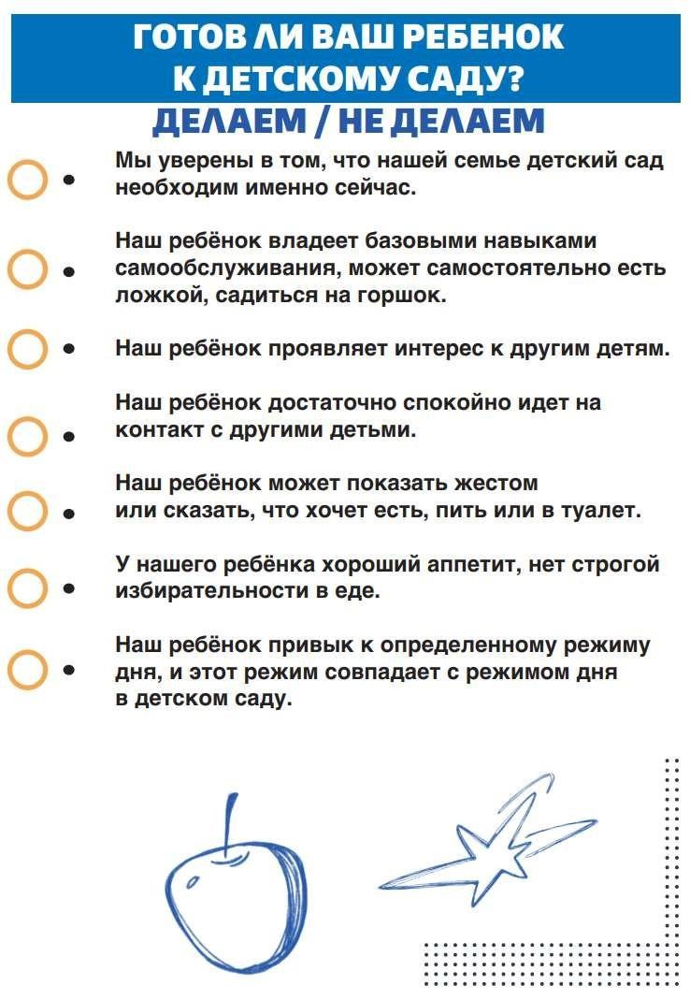 ГОТОВ ЛИ ВАШ РЕБЕНОК
К ДЕТСКОМУ САДУ?
ДЕЛАЕМ / НЕ ДЕЛАЕМ
Мы уверены в том, что нашей семье детский сад
необходим именно сейчас.
Наш ребёнок владеет базовыми навыками
самообслуживания, может самостоятельно есть
ложкой, садиться на горшок.
Наш ребёнок проявляет интерес к другим детям.
Наш ребёнок достаточно спокойно идет на
контакт с другими детьми.
Наш ребёнок может показать жестом
или сказать, что хочет есть, пить или в туалет.
У нашего ребёнка хороший аппетит, нет строгой
избирательности в еде.
Наш ребёнок привык к определенному режиму
дня, и этот режим совпадает с режимом дня
в детском саду.